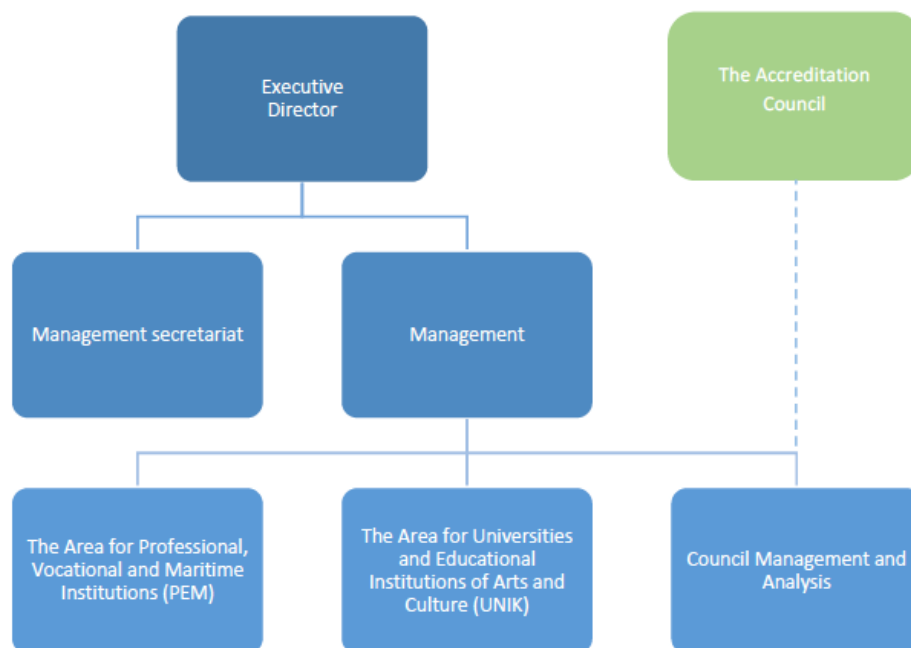 Executive
Director
The Accreditation
Council
Management secretariat
Management
The Area for Professional,
Vocational and Maritime
Institutions (PEM)
The Area for Universities
and Educational
Institutions of Arts and
Culture (UNIK)
Council Management and
Analysis